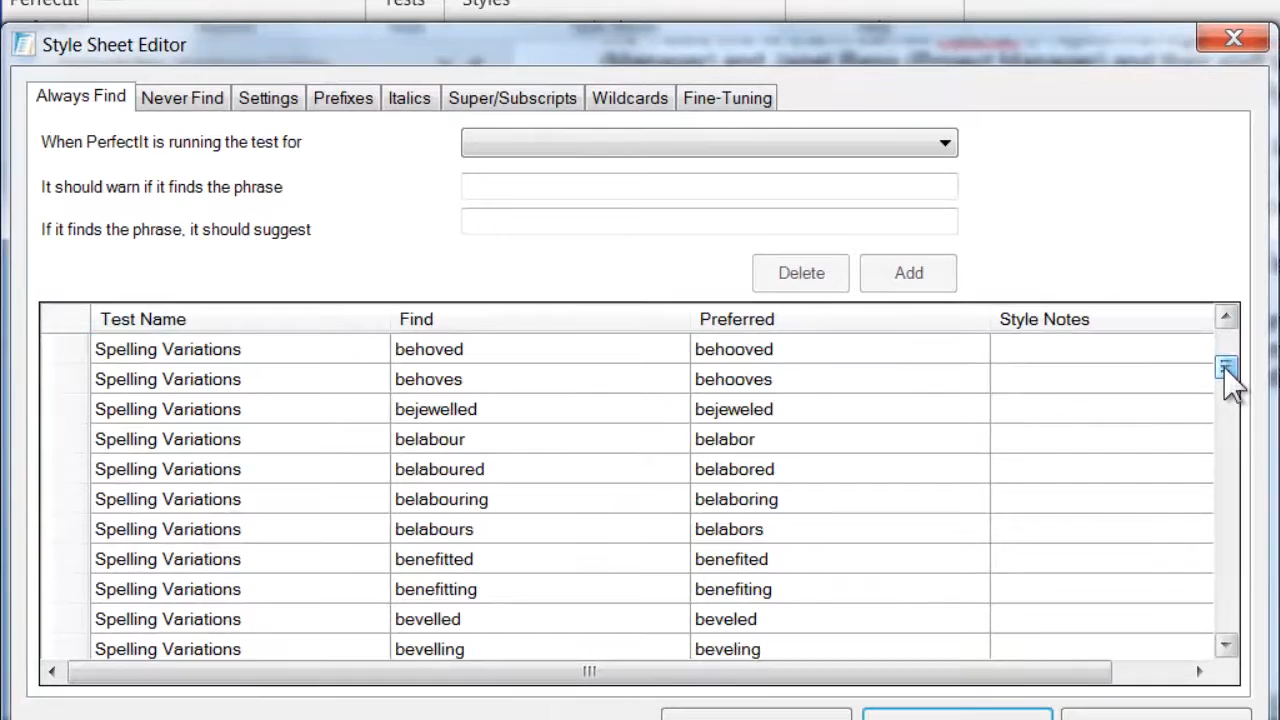 PerfectIt Tests Styles
Style Sheet Editor
Always Find Never Find Settings Prefixes Italics Super/Subscripts Wildcards Fine-Tuning
When PerfectIt is running the test for
It should warn if it finds the phrase
If it finds the phrase, it should suggest
Delete Add
Test Name Find Preferred Style Notes
Spelling Variations behoved behooved
Spelling Variations behoves behooves
Spelling Variations bejewelled bejeweled
Spelling Variations belabour belabor
Spelling Variations belaboured belabored
Spelling Variations belabouring belaboring
Spelling Variations belabours belabors
Spelling Variations benefitted benefited
Spelling Variations benefitting benefiting
Spelling Variations bevelled beveled
Spelling Variations bevelling beveling